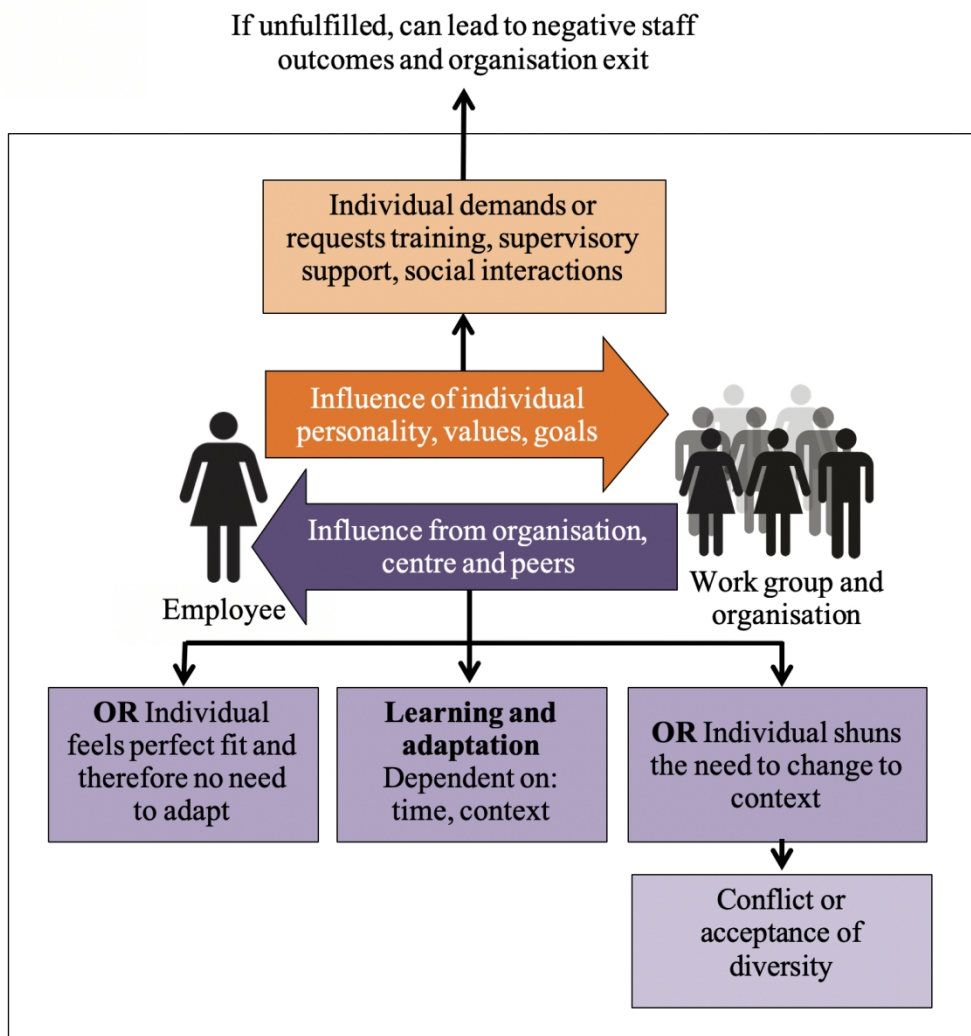 If unfulfilled, can lead to negative staff
outcomes and organisation exit
Individual demands or
requests training, supervisory
support, social interactions
Influence of individual
personality, values, goals
Influence from organisation,
centre and peers
Employee
Work group and
organisation
OR Individual
feels perfect fit and
therefore no need
to adapt
Learning and
adaptation
Dependent on:
time, context
OR Individual shuns
the need to change to
context
Conflict or
acceptance of
diversity